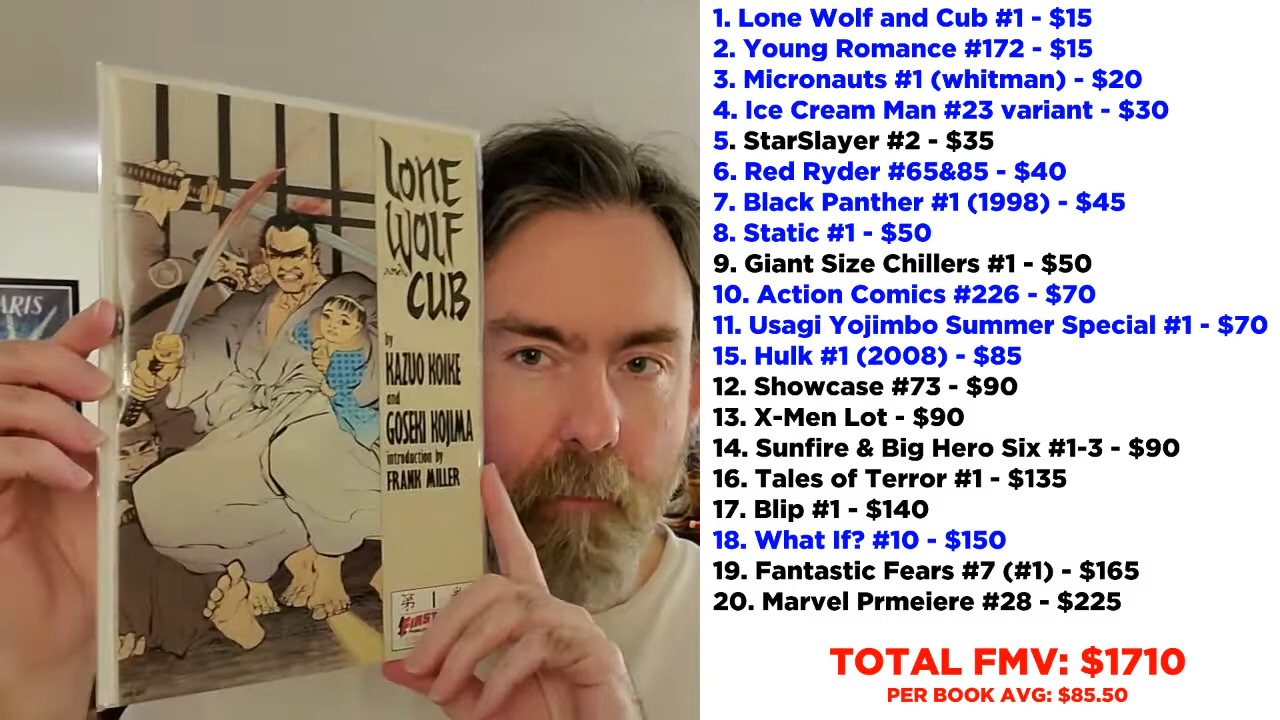 ARIS
LONE
WOLF
and
CUB
by
KAZUO KOIKE
and
GOSEKI KOJIMA
introduction by
FRANK MILLER
第 1
FIRST
1. Lone Wolf and Cub #1 - $15
2. Young Romance #172 - $15
3. Micronauts #1 (whitman) - $20
4. Ice Cream Man #23 variant - $30
5. StarSlayer #2 - $35
6. Red Ryder #65&85 - $40
7. Black Panther #1 (1998) - $45
8. Static #1 - $50
9. Giant Size Chillers #1 - $50
10. Action Comics #226 - $70
11. Usagi Yojimbo Summer Special #1 - $70
15. Hulk #1 (2008) - $85
12. Showcase #73 - $90
13. X-Men Lot - $90
14. Sunfire & Big Hero Six #1-3 - $90
16. Tales of Terror #1 - $135
17. Blip #1 - $140
18. What If? #10 - $150
19. Fantastic Fears #7 (#1) - $165
20. Marvel Prmeiere #28 - $225
TOTAL FMV: $1710
PER BOOK AVG: $85.50